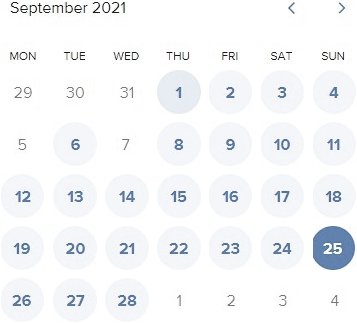 September 2021
MON TUE WED THU FRI SAT SUN
29 30 31 1 2 3 4
5 6 7 8 9 10 11
12 13 14 15 16 17 18
19 20 21 22 23 24 25
26 27 28 1 2 3 4